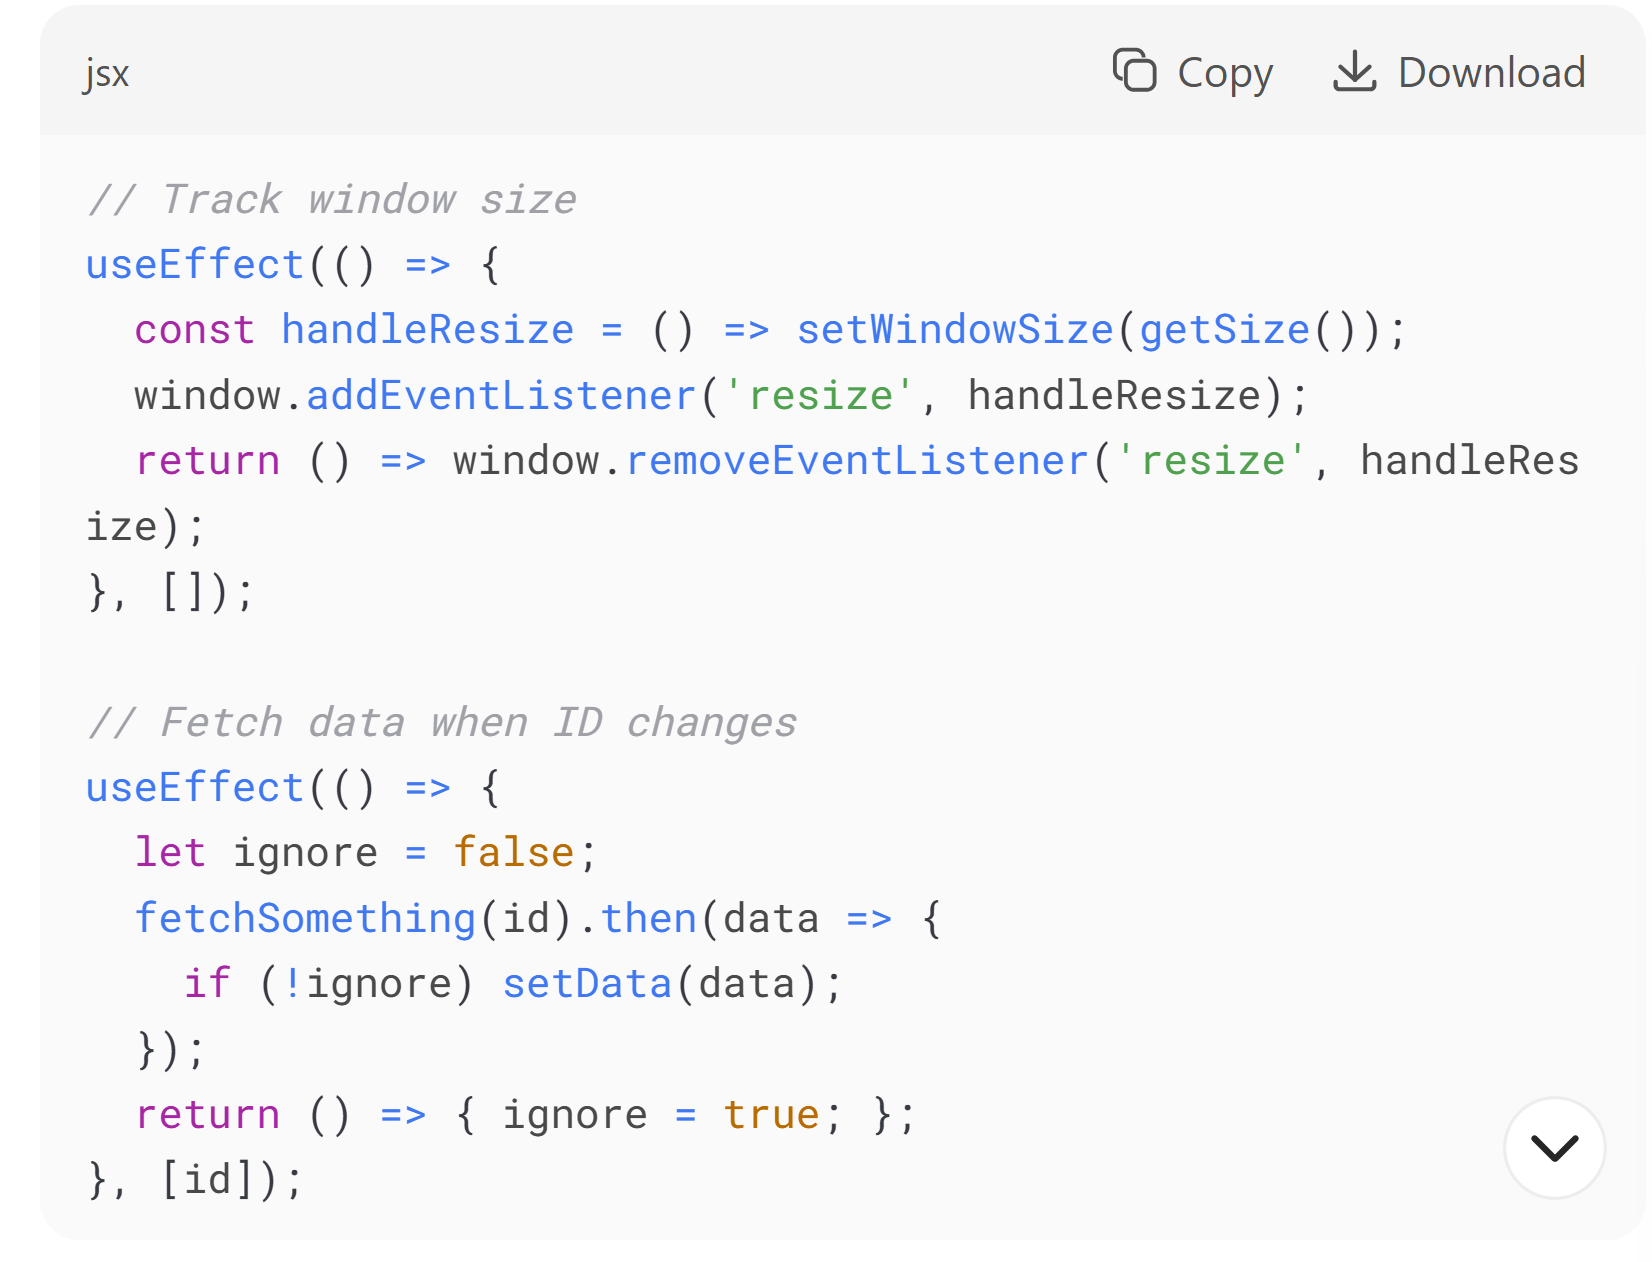 jsx
Copy
Download
// Track window size
useEffect(() => {
  const handleResize = () => setWindowSize(getSize());
  window.addEventListener('resize', handleResize);
  return () => window.removeEventListener('resize', handleRes
ize);
}, []);

// Fetch data when ID changes
useEffect(() => {
  let ignore = false;
  fetchSomething(id).then(data => {
    if (!ignore) setData(data);
  });
  return () => { ignore = true; };
}, [id]);